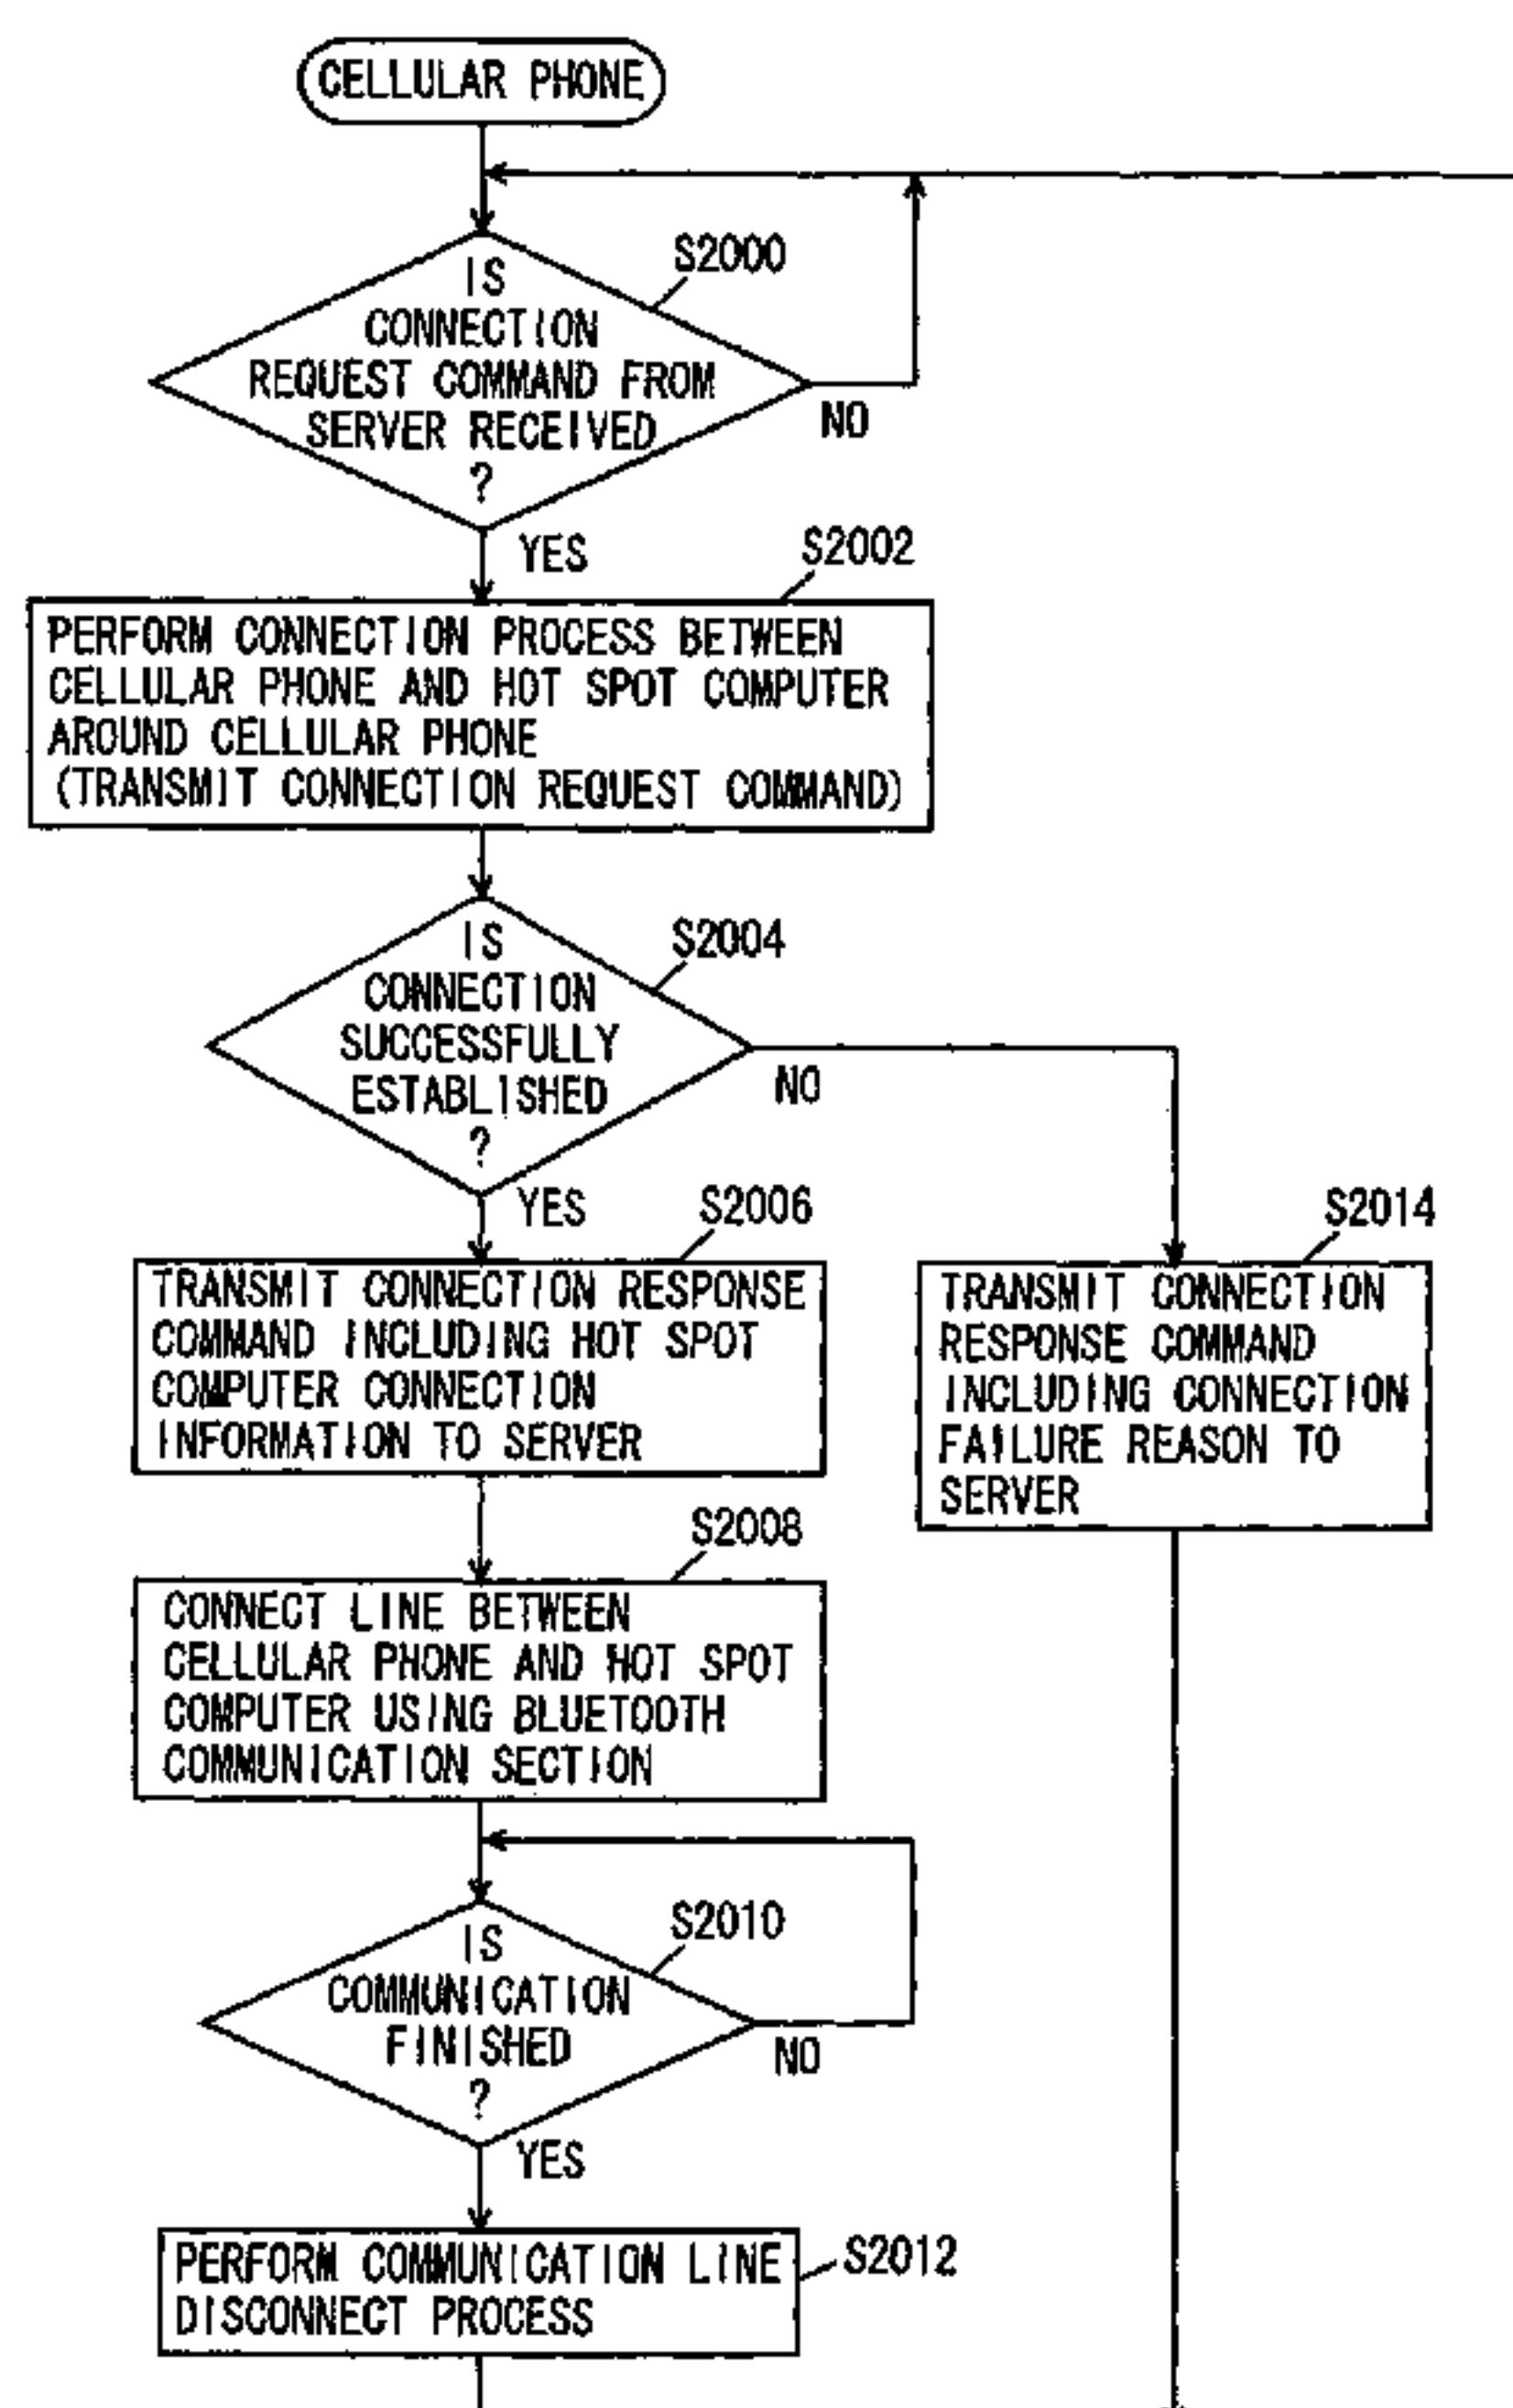 CELLULAR PHONE
S2000
IS
CONNECTION
REQUEST COMMAND FROM
SERVER RECEIVED
?
NO
YES
S2002
PERFORM CONNECTION PROCESS BETWEEN
CELLULAR PHONE AND HOT SPOT COMPUTER
AROUND CELLULAR PHONE
(TRANSMIT CONNECTION REQUEST COMMAND)
S2004
IS
CONNECTION
SUCCESSFULLY
ESTABLISHED
?
NO
YES
S2006
TRANSMIT CONNECTION RESPONSE
COMMAND INCLUDING HOT SPOT
COMPUTER CONNECTION
INFORMATION TO SERVER
S2014
TRANSMIT CONNECTION
RESPONSE COMMAND
INCLUDING CONNECTION
FAILURE REASON TO
SERVER
S2008
CONNECT LINE BETWEEN
CELLULAR PHONE AND HOT SPOT
COMPUTER USING BLUETOOTH
COMMUNICATION SECTION
S2010
IS
COMMUNICATION
FINISHED
?
NO
YES
S2012
PERFORM COMMUNICATION LINE
DISCONNECT PROCESS